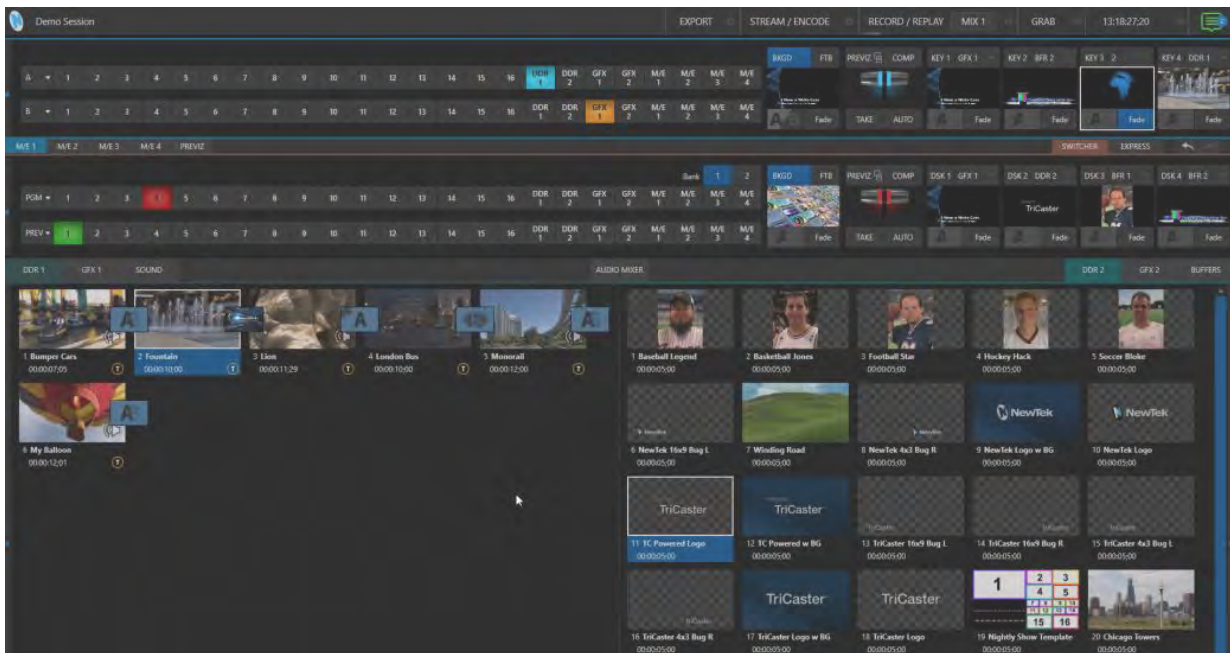 Demo Session EXPORT STREAM / ENCODE RECORD / REPLAY MIX 1 GRAB 13:18:27;20
BKGD FTB PREVIZ COMP KEY 1 GFX 1 KEY 2 BFR 2 KEY 3 2 KEY 4 DDR 1
A 1 2 3 4 5 6 7 8 9 10 11 12 13 14 15 16 DDR 1 DDR 2 GFX 1 GFX 2 M/E 1 M/E 2 M/E 3 M/E 4
B 1 2 3 4 5 6 7 8 9 10 11 12 13 14 15 16 DDR 1 DDR 2 GFX 1 GFX 2 M/E 1 M/E 2 M/E 3 M/E 4
Fade TAKE AUTO Fade Fade Fade Fade
M/E 1 M/E 2 M/E 3 M/E 4 PREVIZ SWITCHER EXPRESS
Bank 1 2 BKGD FTB PREVIZ COMP DSK 1 GFX 1 DSK 2 DDR 2 DSK 3 BFR 1 DSK 4 BFR 2
PGM 1 2 3 4 5 6 7 8 9 10 11 12 13 14 15 16 DDR 1 DDR 2 GFX 1 GFX 2 M/E 1 M/E 2 M/E 3 M/E 4
TriCaster
PREV 1 2 3 4 5 6 7 8 9 10 11 12 13 14 15 16 DDR 1 DDR 2 GFX 1 GFX 2 M/E 1 M/E 2 M/E 3 M/E 4
Fade TAKE AUTO Fade Fade Fade Fade
DDR 1 GFX 1 SOUND AUDIO MIXER DDR 2 GFX 2 BUFFERS
1 Bumper Cars 2 Fountain 3 Lion 4 London Bus 5 Monorail
00:00:07;05 00:00:10;00 00:00:11;29 00:00:10;00 00:00:12;00
6 My Balloon
00:00:12;01
1 Baseball Legend 2 Basketball Jones 3 Football Star 4 Hockey Hack 5 Soccer Bloke
00:00:05;00 00:00:05;00 00:00:05;00 00:00:05;00 00:00:05;00
NewTek NewTek
6 NewTek 16x9 Bug L 7 Winding Road 8 NewTek 4x3 Bug R 9 NewTek Logo w BG 10 NewTek Logo
00:00:05;00 00:00:05;00 00:00:05;00 00:00:05;00 00:00:05;00
TriCaster TriCaster
11 TC Powered Logo 12 TC Powered w BG 13 TriCaster 16x9 Bug L 14 TriCaster 16x9 Bug R 15 TriCaster 4x3 Bug L
00:00:05;00 00:00:05;00 00:00:05;00 00:00:05;00 00:00:05;00
TriCaster TriCaster 1 2 3 4 5 15 16
16 TriCaster 4x3 Bug R 17 TriCaster Logo w BG 18 TriCaster Logo 19 Nightly Show Template 20 Chicago Towers
00:00:05;00 00:00:05;00 00:00:05;00 00:00:05;00 00:00:05;00